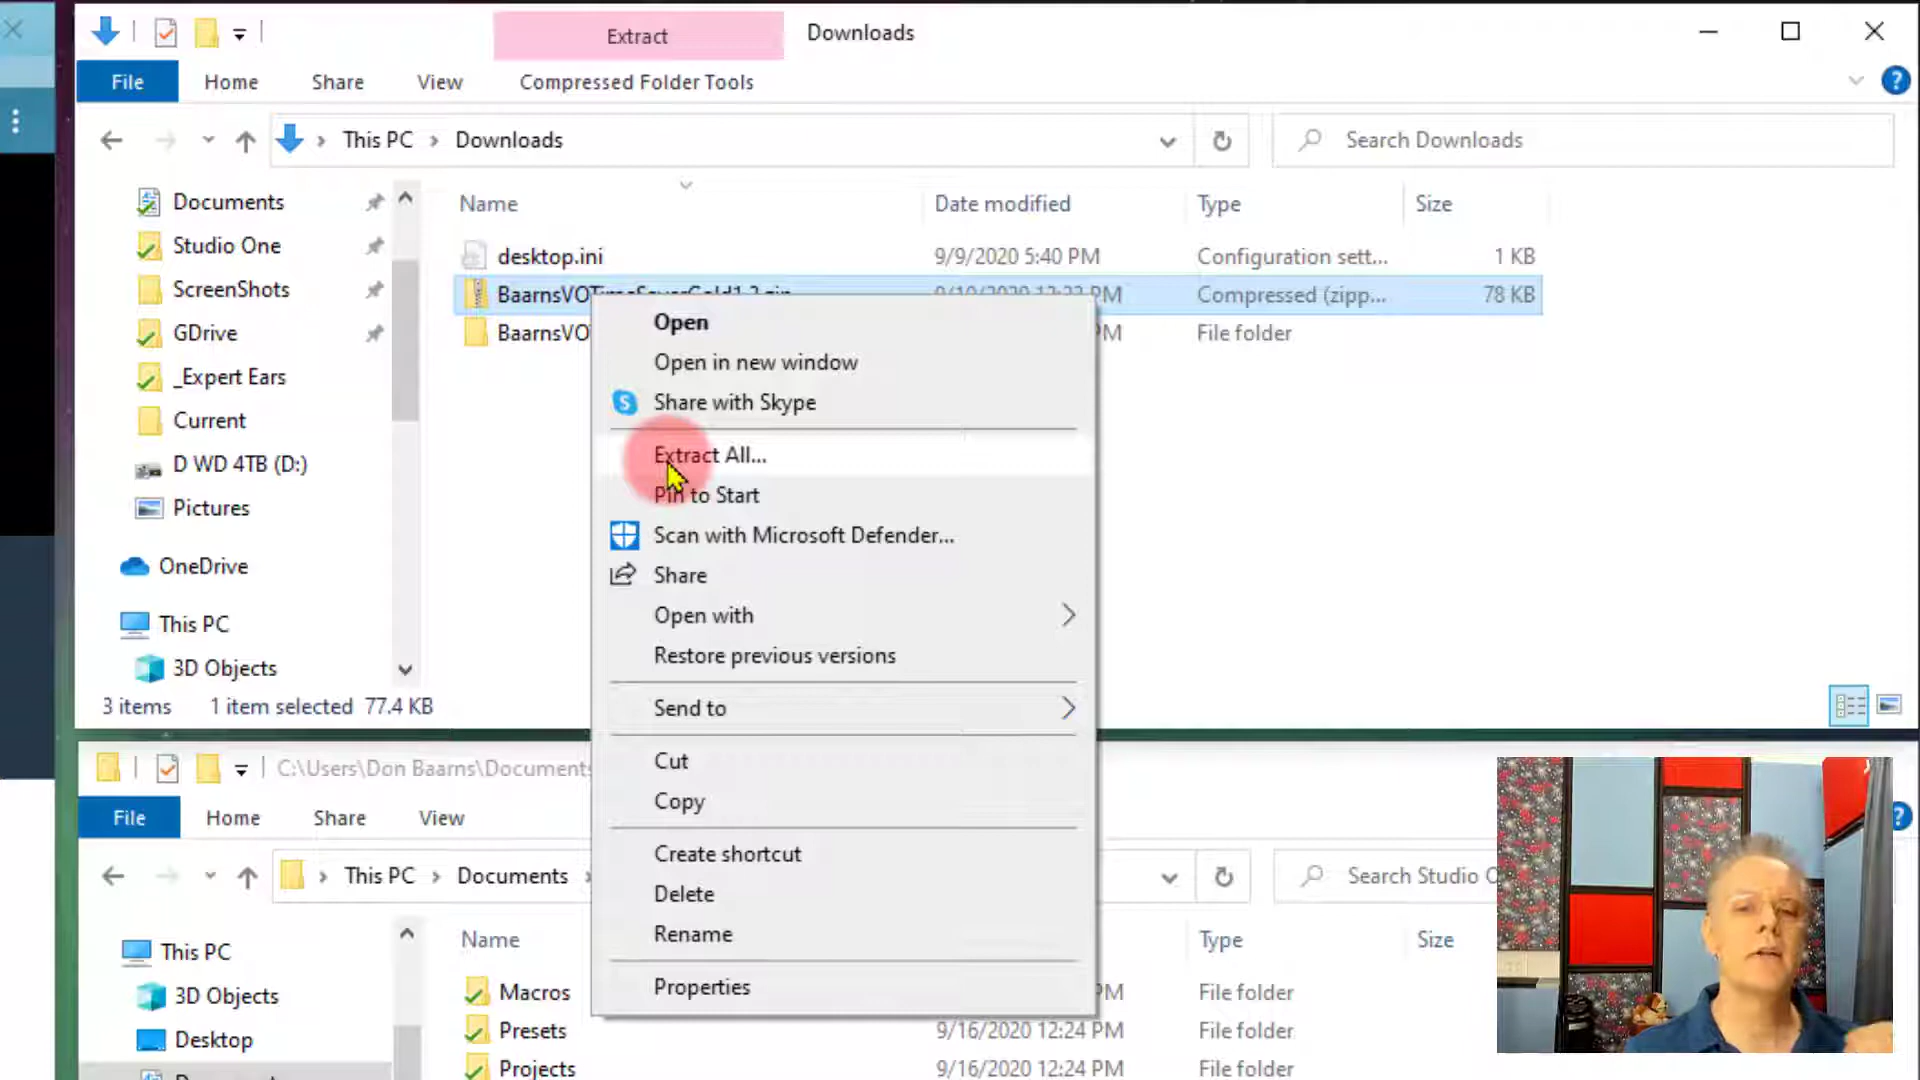 Extract
Downloads
File
Home
Share
View
Compressed Folder Tools
This PC
Downloads
Search Downloads
Name
Date modified
Type
Size
Documents
Studio One
ScreenShots
GDrive
_Expert Ears
Current
D WD 4TB (D:)
Pictures
OneDrive
This PC
3D Objects
desktop.ini
9/9/2020 5:40 PM
Configuration sett...
1 KB
PM
Compressed (zipp...
78 KB
BaarnsVO
PM
File folder
Open
Open in new window
Share with Skype
Extract All...
Pin to Start
Scan with Microsoft Defender...
Share
Open with
Restore previous versions
Send to
Cut
Copy
Create shortcut
Delete
Rename
Properties
3 items
1 item selected 77.4 KB
C:\Users\Don Baarns\Documents
File
Home
Share
View
This PC
Documents
Search Studio O
Name
Type
Size
This PC
3D Objects
Desktop
Macros
PM
File folder
Presets
9/16/2020 12:24 PM
File folder
Projects
9/16/2020 12:24 PM
File folder